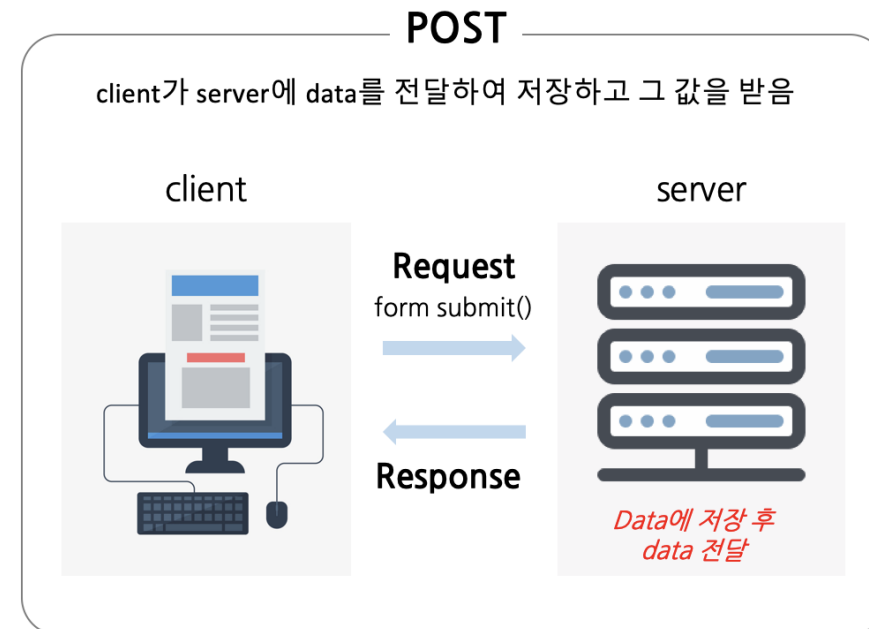 POST
client가 server에 data를 전달하여 저장하고 그 값을 받음
client
server
Request
form submit()
Response
Data에 저장 후
data 전달